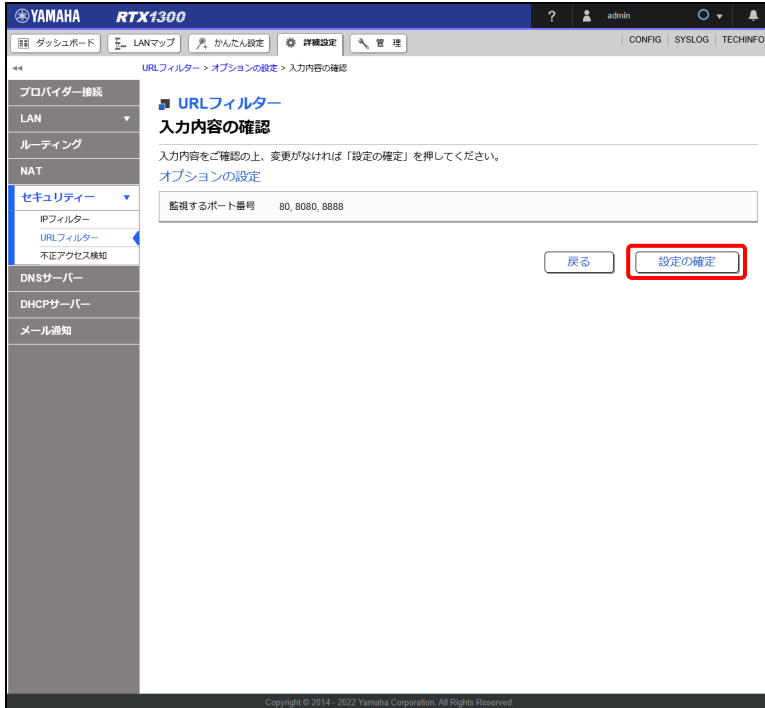 YAMAHA RTX1300 ? admin
ダッシュボード LANマップ かんたん設定 詳細設定 管 理 CONFIG SYSLOG TECHINFO
URLフィルター > オプションの設定 > 入力内容の確認
プロバイダー接続
LAN
ルーティング
NAT
セキュリティー
IPフィルター
URLフィルター
不正アクセス検知
DNSサーバー
DHCPサーバー
メール通知
URLフィルター
入力内容の確認
入力内容をご確認の上、変更がなければ「設定の確定」を押してください。
オプションの設定
監視するポート番号 80, 8080, 8888
戻る 設定の確定
Copyright © 2014 - 2022 Yamaha Corporation. All Rights Reserved.